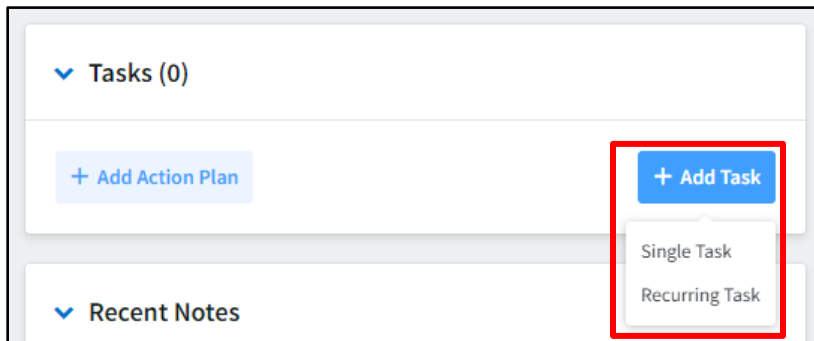 Tasks (0)
+ Add Action Plan
+ Add Task
Single Task
Recurring Task
Recent Notes